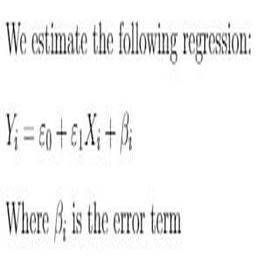 We estimate the following regression:
Yᵢ = ε₀ + ε₁Xᵢ + βᵢ
Where βᵢ is the error term